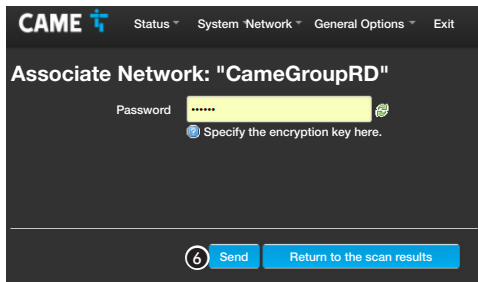 CAME Status System Network General Options Exit
Associate Network: "CameGroupRD"
Password ••••••
Specify the encryption key here.
6 Send Return to the scan results